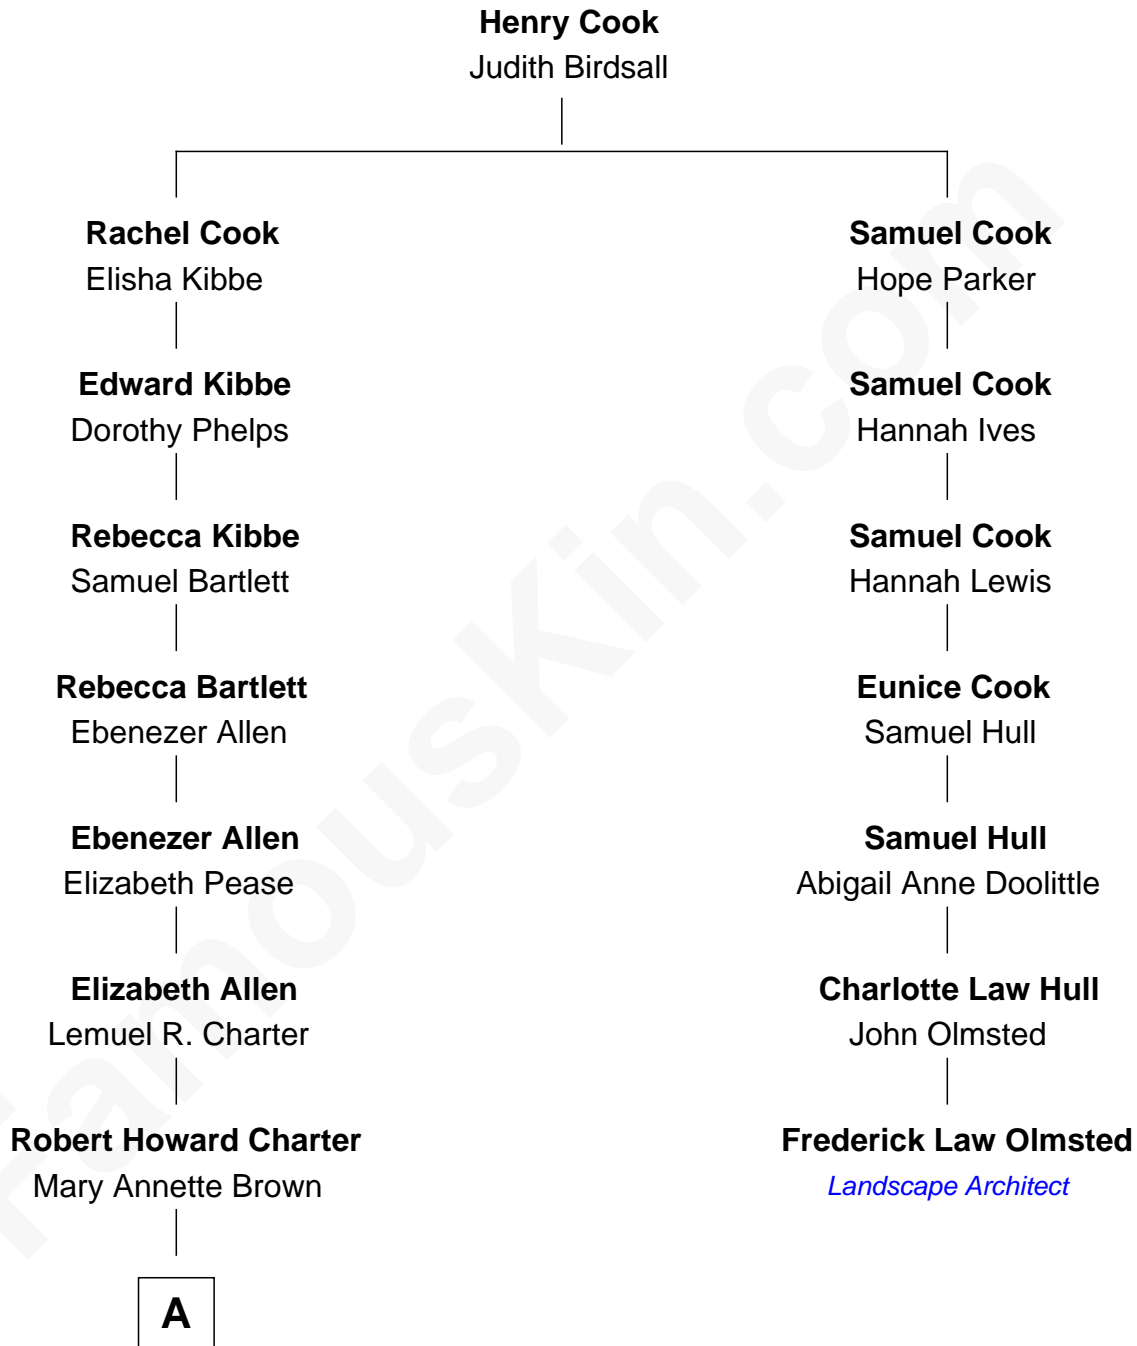 Henry Cook
Judith Birdsall
Rachel Cook
Elisha Kibbe
Samuel Cook
Hope Parker
Edward Kibbe
Dorothy Phelps
Samuel Cook
Hannah Ives
Rebecca Kibbe
Samuel Bartlett
Samuel Cook
Hannah Lewis
Rebecca Bartlett
Ebenezer Allen
Eunice Cook
Samuel Hull
Ebenezer Allen
Elizabeth Pease
Samuel Hull
Abigail Anne Doolittle
Elizabeth Allen
Lemuel R. Charter
Charlotte Law Hull
John Olmsted
Robert Howard Charter
Mary Annette Brown
Frederick Law Olmsted
Landscape Architect
A
FamousKin.com